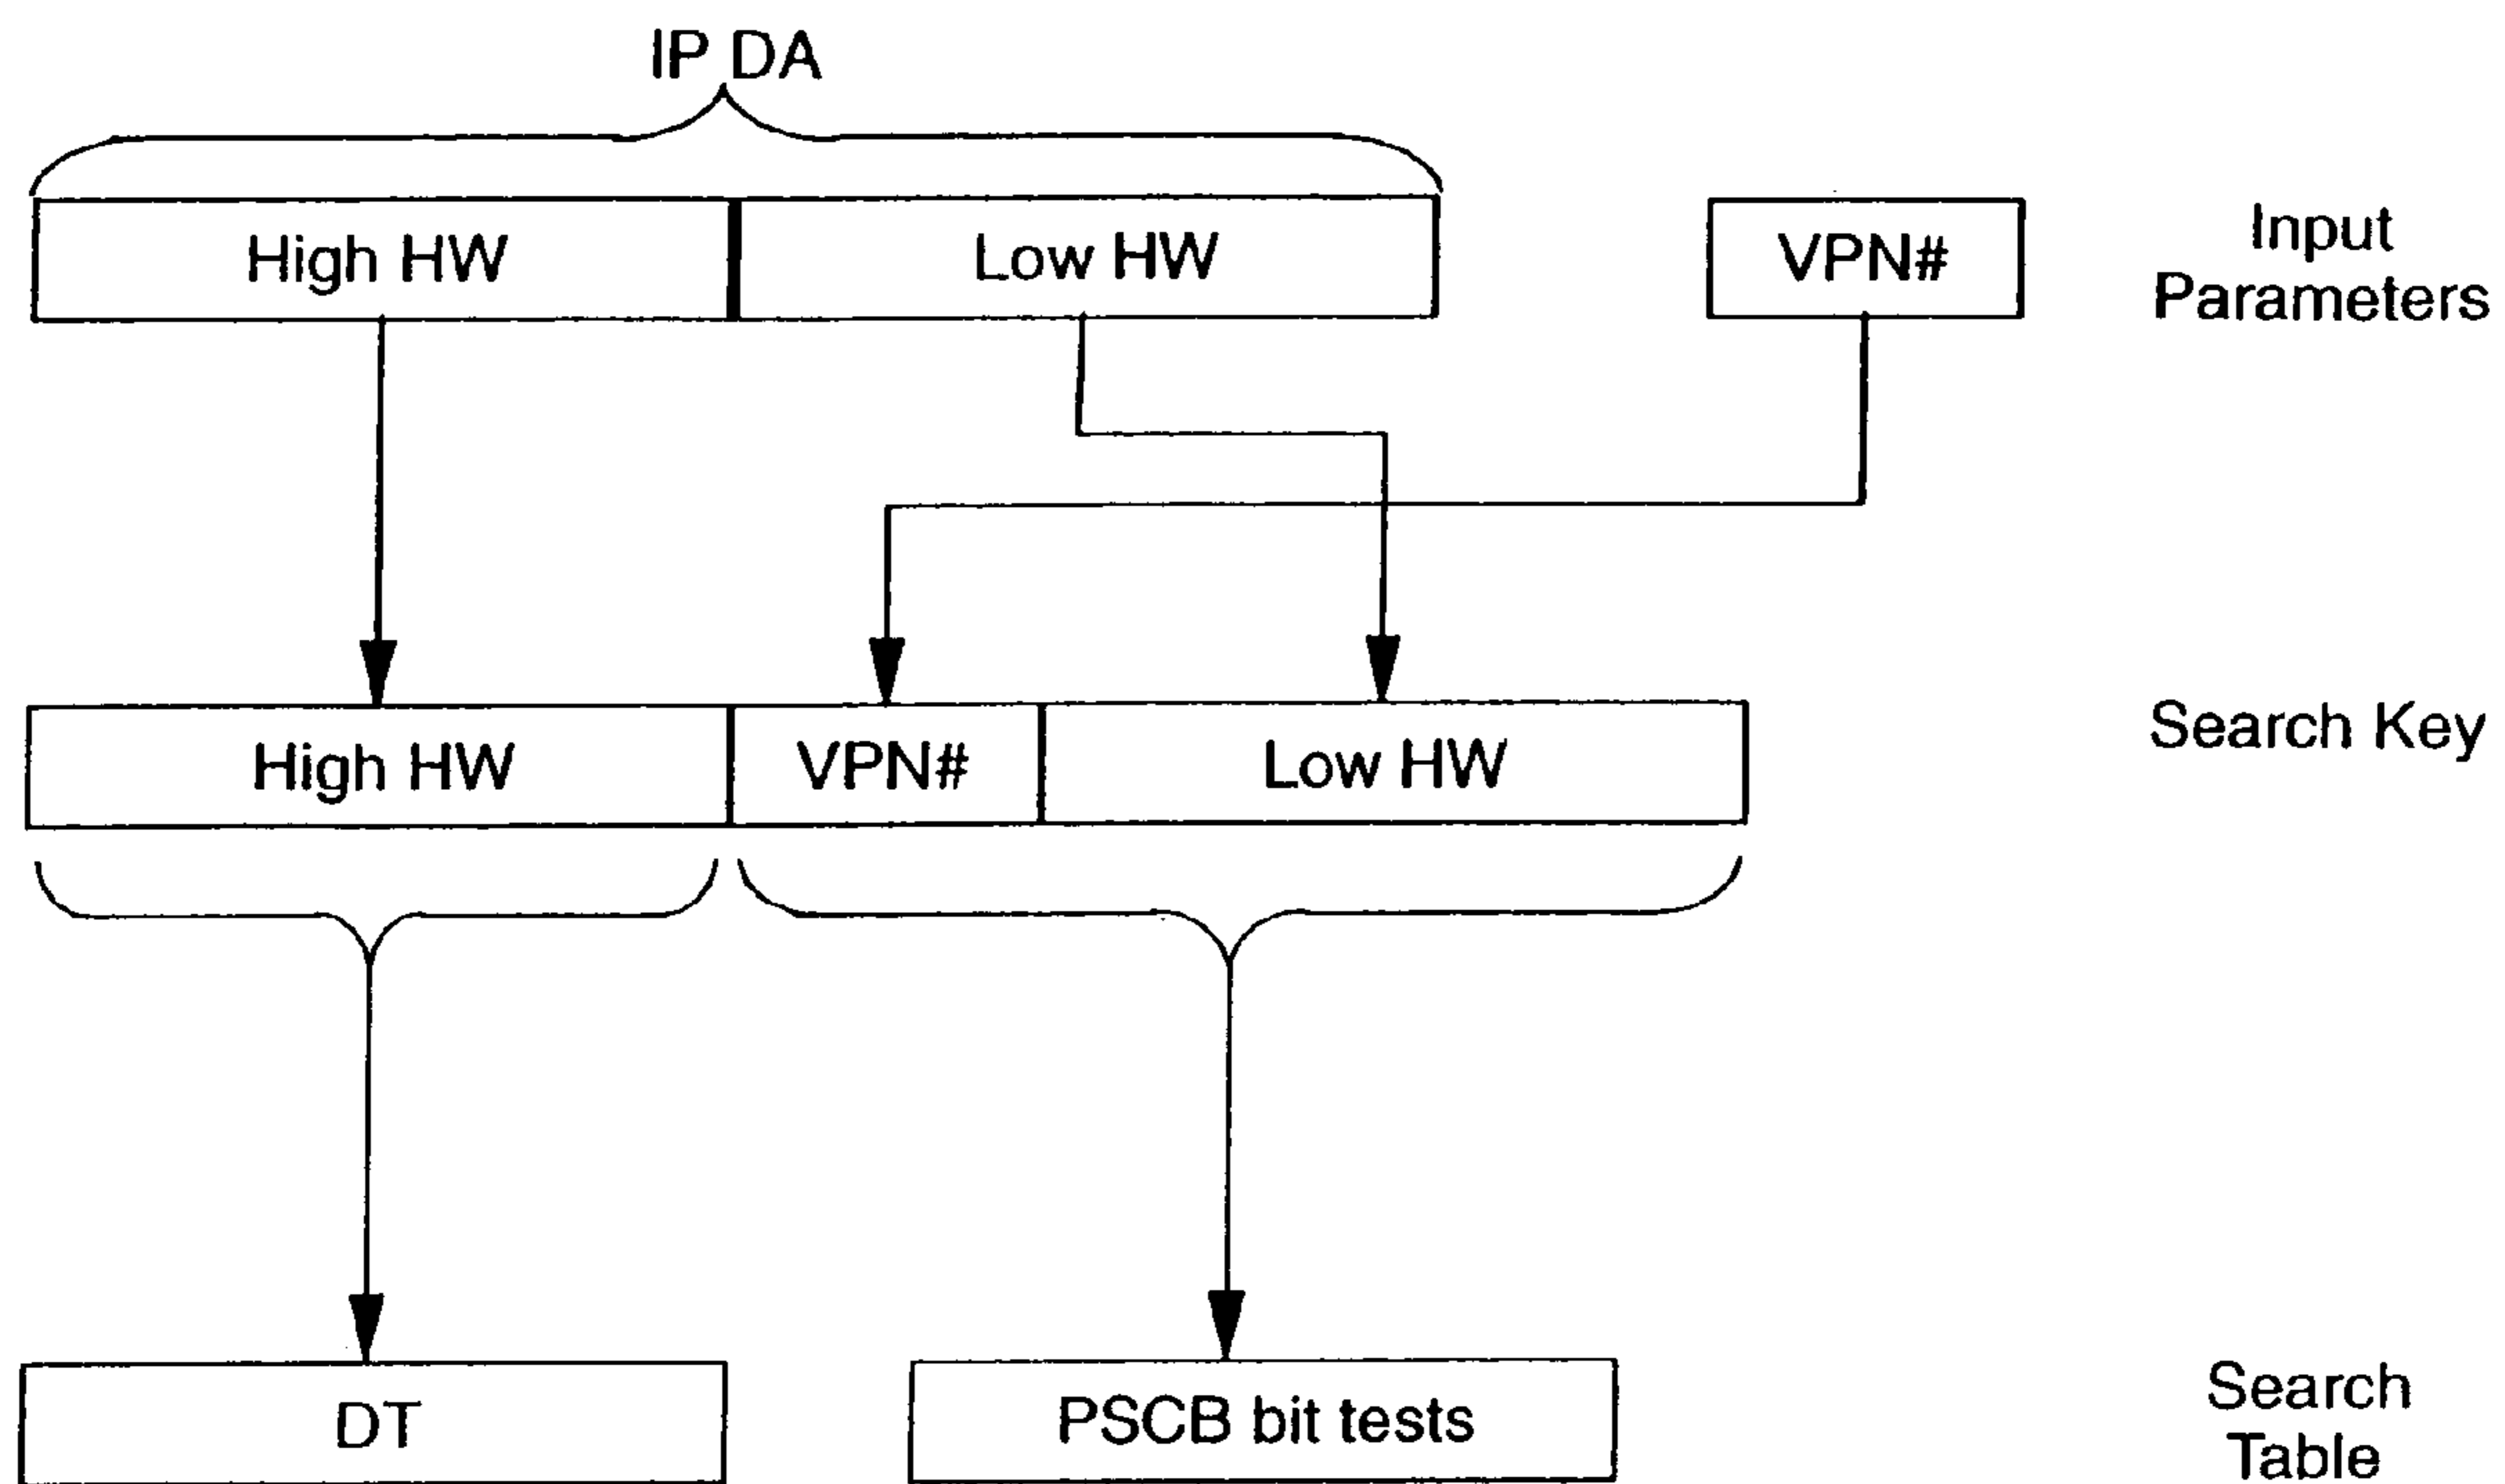 IP DA
High HW
Low HW
VPN#
Input
Parameters
High HW
VPN#
Low HW
Search Key
DT
PSCB bit tests
Search
Table